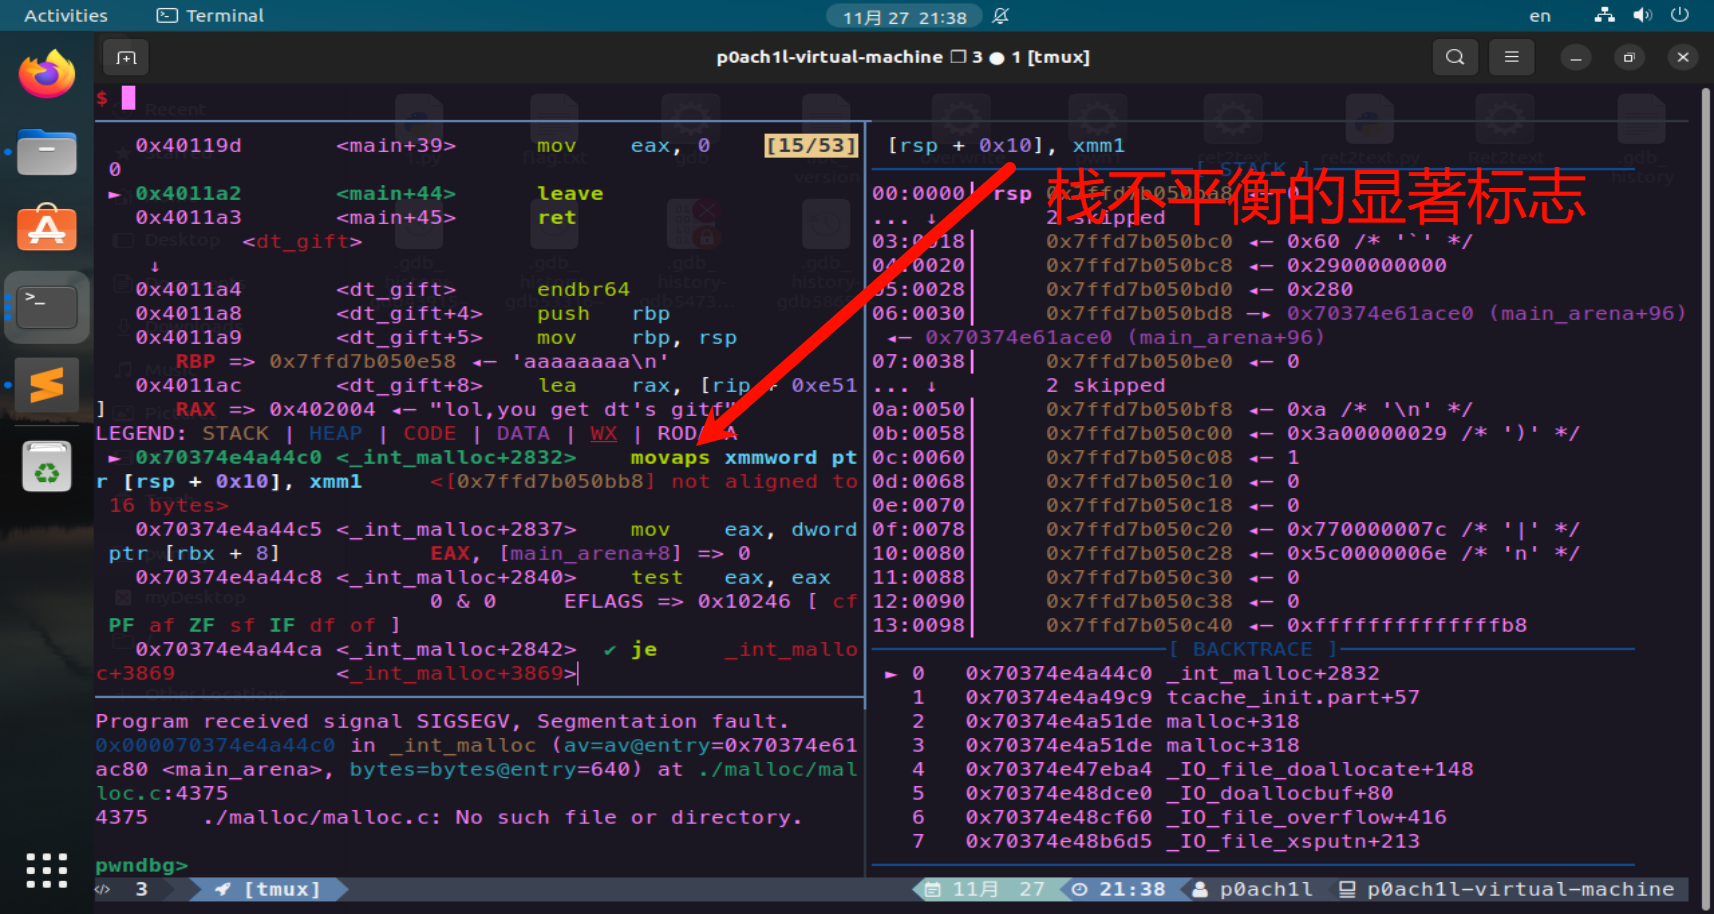 Activities
Terminal
11月 27 21:38
en
p0ach1l-virtual-machine ❐ 3 ● 1 [tmux]
$
0x40119d <main+39> mov eax, 0 [15/53]
0
► 0x4011a2 <main+44> leave
0x4011a3 <main+45> ret
<dt_gift>
↓
0x4011a4 <dt_gift> endbr64
0x4011a8 <dt_gift+4> push rbp
0x4011a9 <dt_gift+5> mov rbp, rsp
RBP => 0x7ffd7b050e58 ◂— 'aaaaaaaa\n'
0x4011ac <dt_gift+8> lea rax, [rip + 0xe51
] RAX => 0x402004 ◂— "lol,you get dt's gitf"
LEGEND: STACK | HEAP | CODE | DATA | WX | RODATA
► 0x70374e4a44c0 <_int_malloc+2832> movaps xmmword pt
r [rsp + 0x10], xmm1 <[0x7ffd7b050bb8] not aligned to
16 bytes>
0x70374e4a44c5 <_int_malloc+2837> mov eax, dword
ptr [rbx + 8] EAX, [main_arena+8] => 0
0x70374e4a44c8 <_int_malloc+2840> test eax, eax
0 & 0 EFLAGS => 0x10246 [ cf
PF af ZF sf IF df of ]
0x70374e4a44ca <_int_malloc+2842> ✔ je _int_mallo
c+3869 <_int_malloc+3869>
Program received signal SIGSEGV, Segmentation fault.
0x000070374e4a44c0 in _int_malloc (av=av@entry=0x70374e61
ac80 <main_arena>, bytes=bytes@entry=640) at ./malloc/mal
loc.c:4375
4375 ./malloc/malloc.c: No such file or directory.
pwndbg>
[rsp + 0x10], xmm1
[ STACK ]
栈不平衡的显著标志
00:0000│ rsp 0x7ffd7b050ba8 ◂— 0
... ↓ 2 skipped
03:0018│ 0x7ffd7b050bc0 ◂— 0x60 /* '`' */
04:0020│ 0x7ffd7b050bc8 ◂— 0x2900000000
05:0028│ 0x7ffd7b050bd0 ◂— 0x280
06:0030│ 0x7ffd7b050bd8 —▸ 0x70374e61ace0 (main_arena+96)
◂— 0x70374e61ace0 (main_arena+96)
07:0038│ 0x7ffd7b050be0 ◂— 0
... ↓ 2 skipped
0a:0050│ 0x7ffd7b050bf8 ◂— 0xa /* '\n' */
0b:0058│ 0x7ffd7b050c00 ◂— 0x3a00000029 /* ')' */
0c:0060│ 0x7ffd7b050c08 ◂— 1
0d:0068│ 0x7ffd7b050c10 ◂— 0
0e:0070│ 0x7ffd7b050c18 ◂— 0
0f:0078│ 0x7ffd7b050c20 ◂— 0x770000007c /* '|' */
10:0080│ 0x7ffd7b050c28 ◂— 0x5c0000006e /* 'n' */
11:0088│ 0x7ffd7b050c30 ◂— 0
12:0090│ 0x7ffd7b050c38 ◂— 0
13:0098│ 0x7ffd7b050c40 ◂— 0xffffffffffffffb8
[ BACKTRACE ]
► 0 0x70374e4a44c0 _int_malloc+2832
1 0x70374e4a49c9 tcache_init.part+57
2 0x70374e4a51de malloc+318
3 0x70374e4a51de malloc+318
4 0x70374e47eba4 _IO_file_doallocate+148
5 0x70374e48dce0 _IO_doallocbuf+80
6 0x70374e48cf60 _IO_file_overflow+416
7 0x70374e48b6d5 _IO_file_xsputn+213
</> 3 [tmux]
11月 27 21:38 p0ach1l p0ach1l-virtual-machine